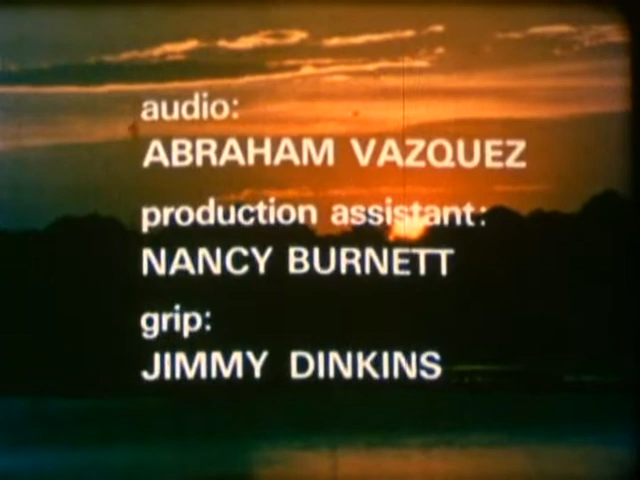 audio:
ABRAHAM VAZQUEZ
production assistant:
NANCY BURNETT
grip:
JIMMY DINKINS